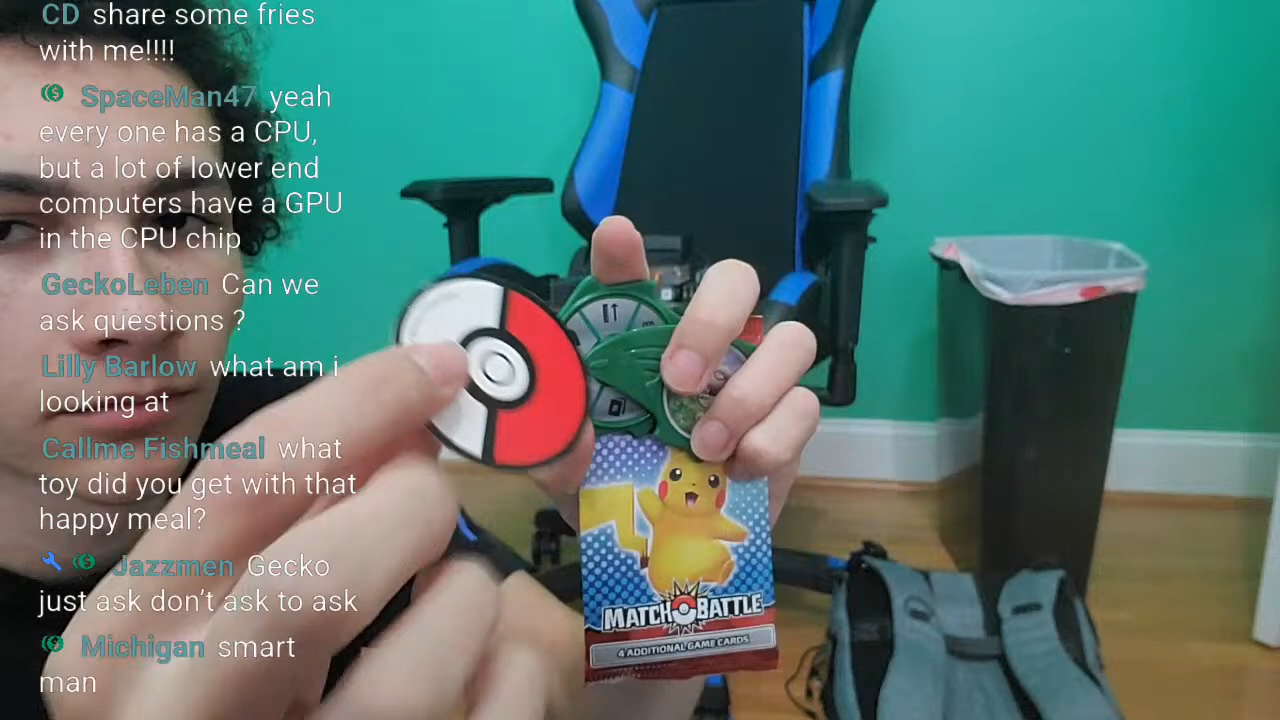 CD share some fries
with me!!!!
SpaceMan47 yeah
every one has a CPU,
but a lot of lower end
computers have a GPU
in the CPU chip
GeckoLeben Can we
ask questions ?
Lilly Barlow what am i
looking at
Callme Fishmeal what
toy did you get with that
happy meal?
Jazzmen Gecko
just ask don't ask to ask
Michigan smart
man
MATCH BATTLE
4 ADDITIONAL GAME CARDS